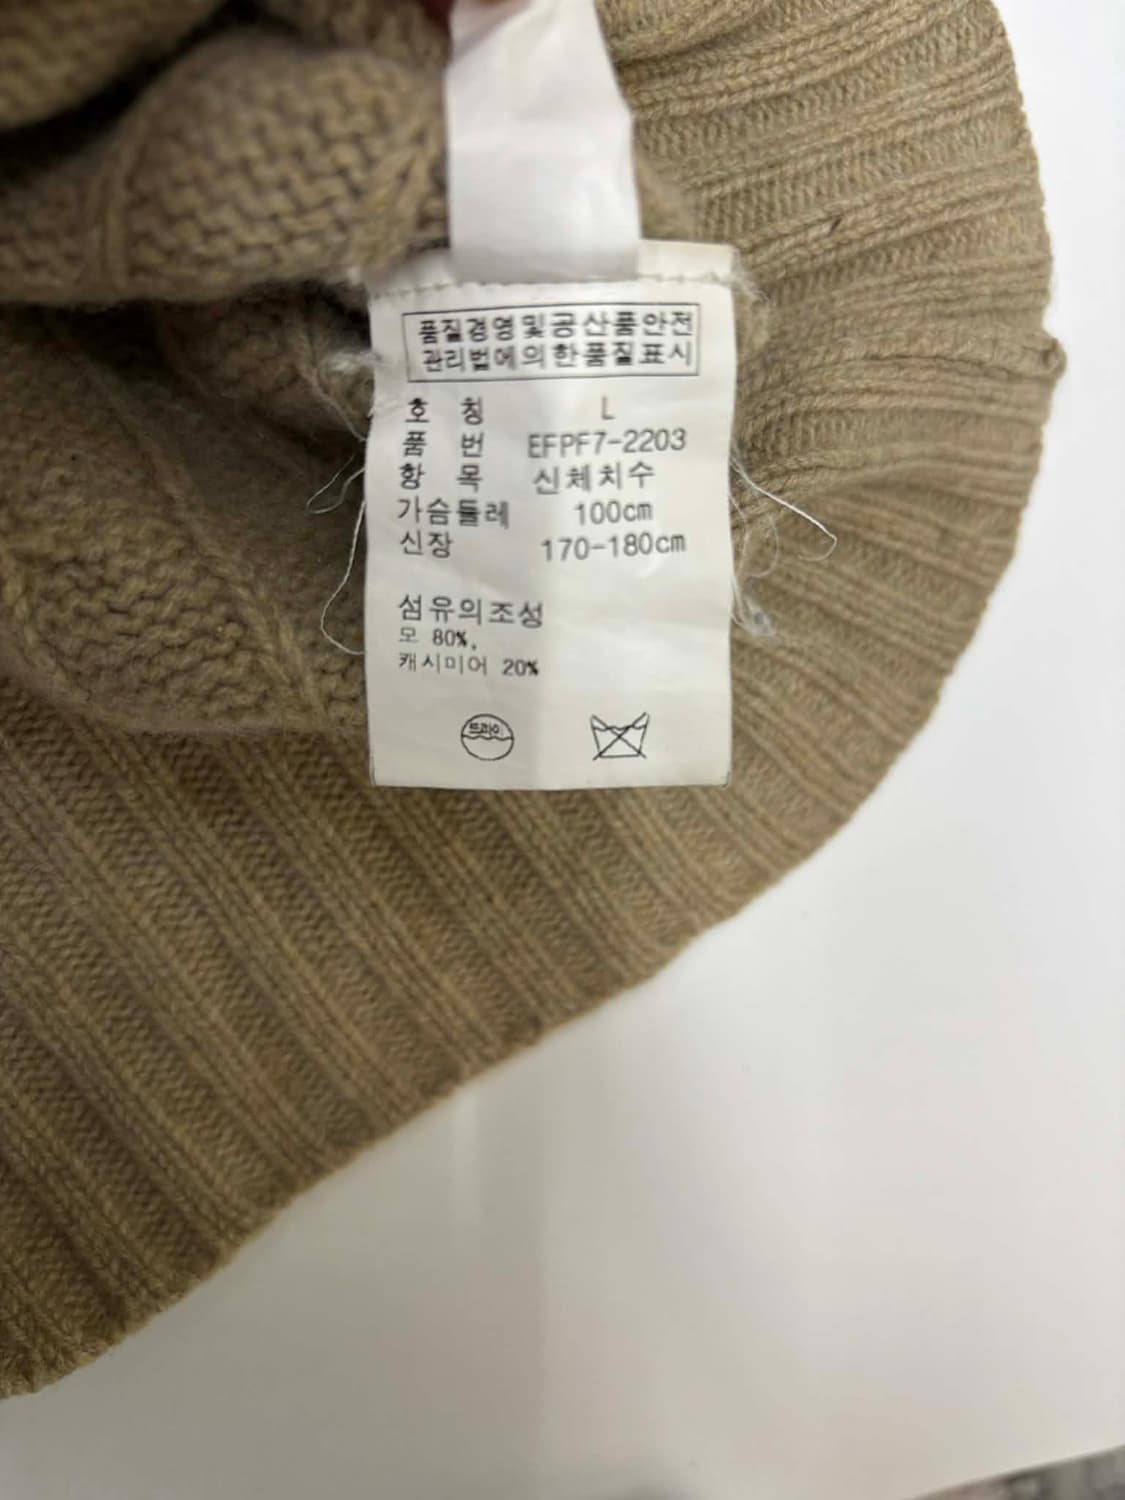 품질경영및공산품안전
관리법에의한품질표시
호 칭 L
품 번 EFPF7-2203
항 목 신체치수
가슴둘레 100cm
신장 170-180cm
섬유의조성
모 80%,
캐시미어 20%
드라이